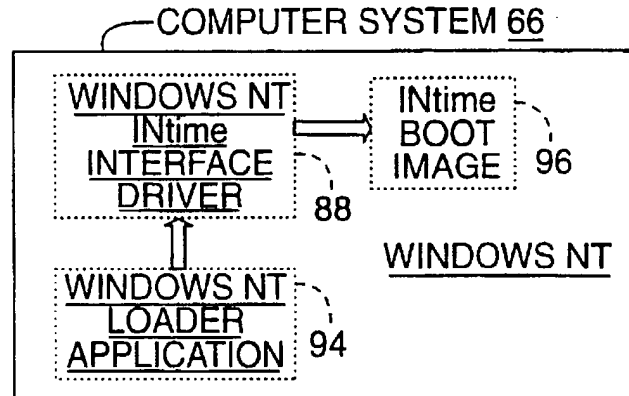 COMPUTER SYSTEM 66
WINDOWS NT
INtime
INTERFACE
DRIVER
88
INtime
BOOT
IMAGE
96
WINDOWS NT
WINDOWS NT
LOADER
APPLICATION
94